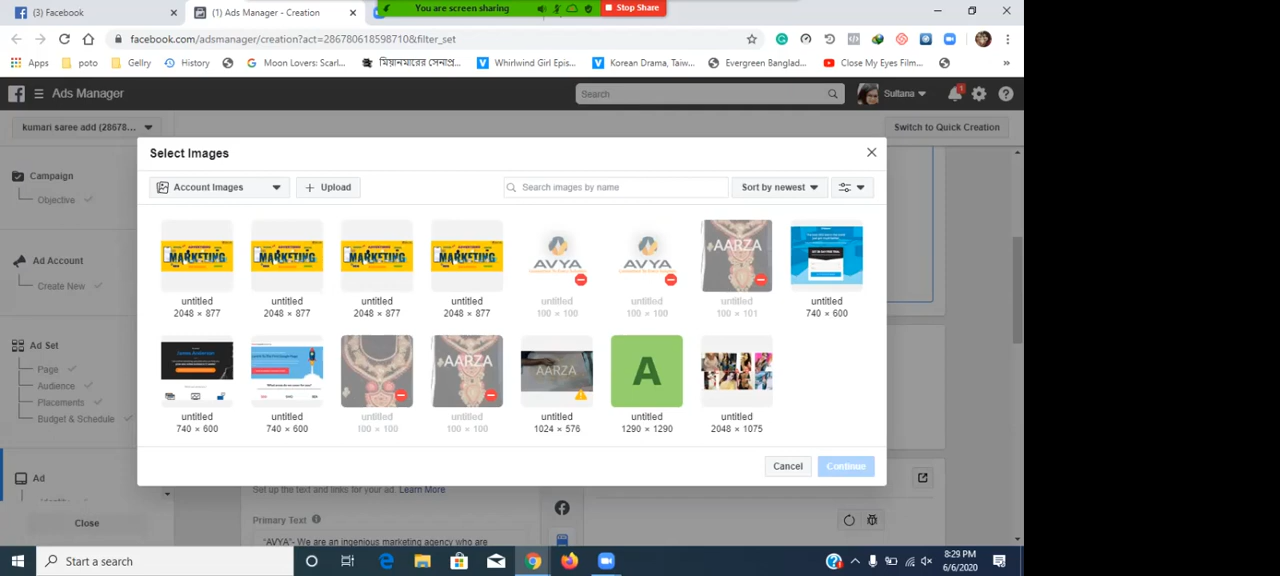 (3) Facebook
(1) Ads Manager - Creation
You are screen sharing
Stop Share
facebook.com/adsmanager/creation?act=286780618598710&filter_set
Apps
poto
Gellry
History
Moon Lovers: Scarl...
মিয়ানমারের সেনাপ্র...
Whirlwind Girl Epis...
Korean Drama, Taiw...
Evergreen Banglad...
Close My Eyes Film...
»
Ads Manager
Search
Sultana
1
kumari saree add (28678...
Switch to Quick Creation
Campaign
Objective
Ad Account
Create New
Ad Set
Page
Audience
Placements
Budget & Schedule
Ad
Close
Select Images
Account Images
+ Upload
Search images by name
Sort by newest
MARKETING
MARKETING
MARKETING
MARKETING
AVYA
AVYA
AARZA
untitled
2048 × 877
untitled
2048 × 877
untitled
2048 × 877
untitled
2048 × 877
untitled
100 × 100
untitled
100 × 100
untitled
100 × 101
untitled
740 × 600
AARZA
AARZA
A
untitled
740 × 600
untitled
740 × 600
untitled
100 × 100
untitled
100 × 100
untitled
1024 × 576
untitled
1290 × 1290
untitled
2048 × 1075
Cancel
Continue
Set up the text and links for your ad. Learn More
Primary Text
"AVYA"- We are an ingenious marketing agency who are
Start a search
8:29 PM
6/6/2020